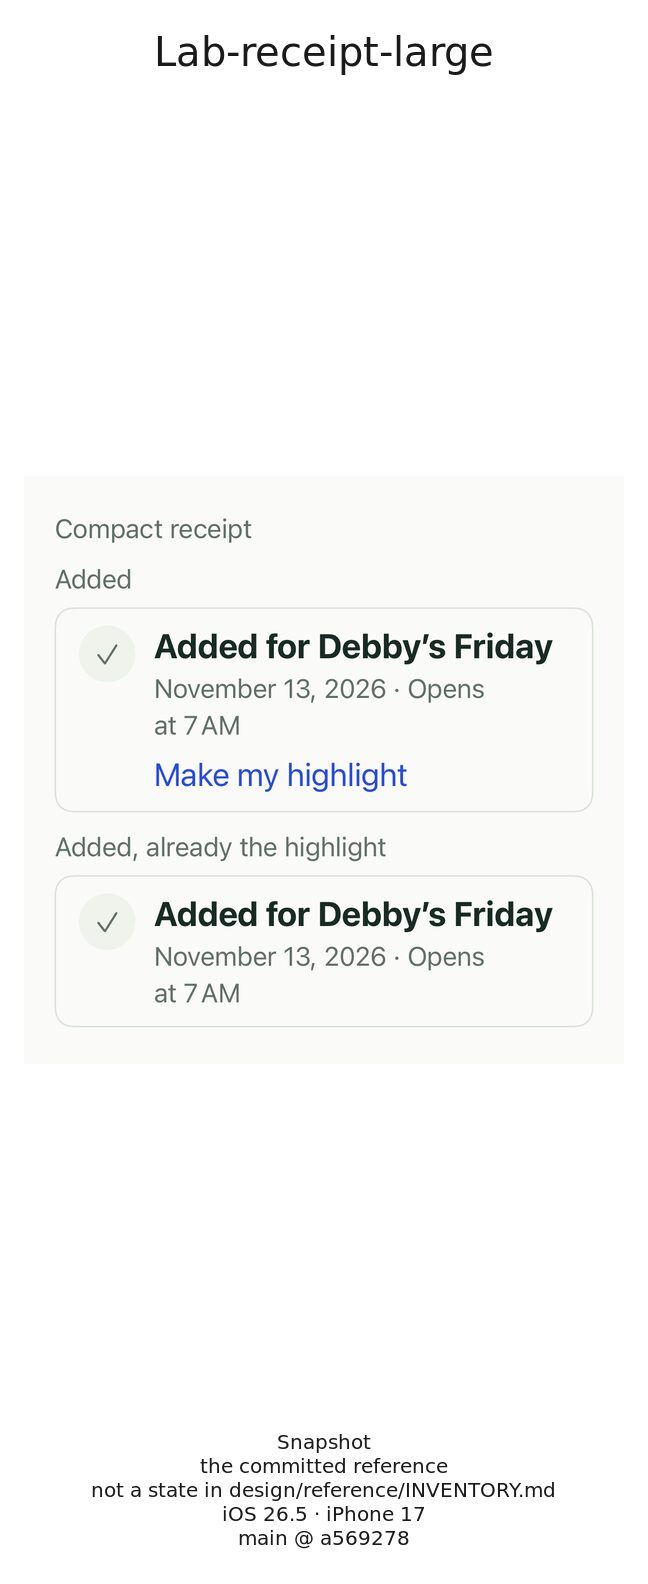 Lab-receipt-large
Compact receipt
Added
Added for Debby’s Friday
November 13, 2026 · Opens
at 7 AM
Make my highlight
Added, already the highlight
Added for Debby’s Friday
November 13, 2026 · Opens
at 7 AM
Snapshot
the committed reference
not a state in design/reference/INVENTORY.md
iOS 26.5 · iPhone 17
main @ a569278